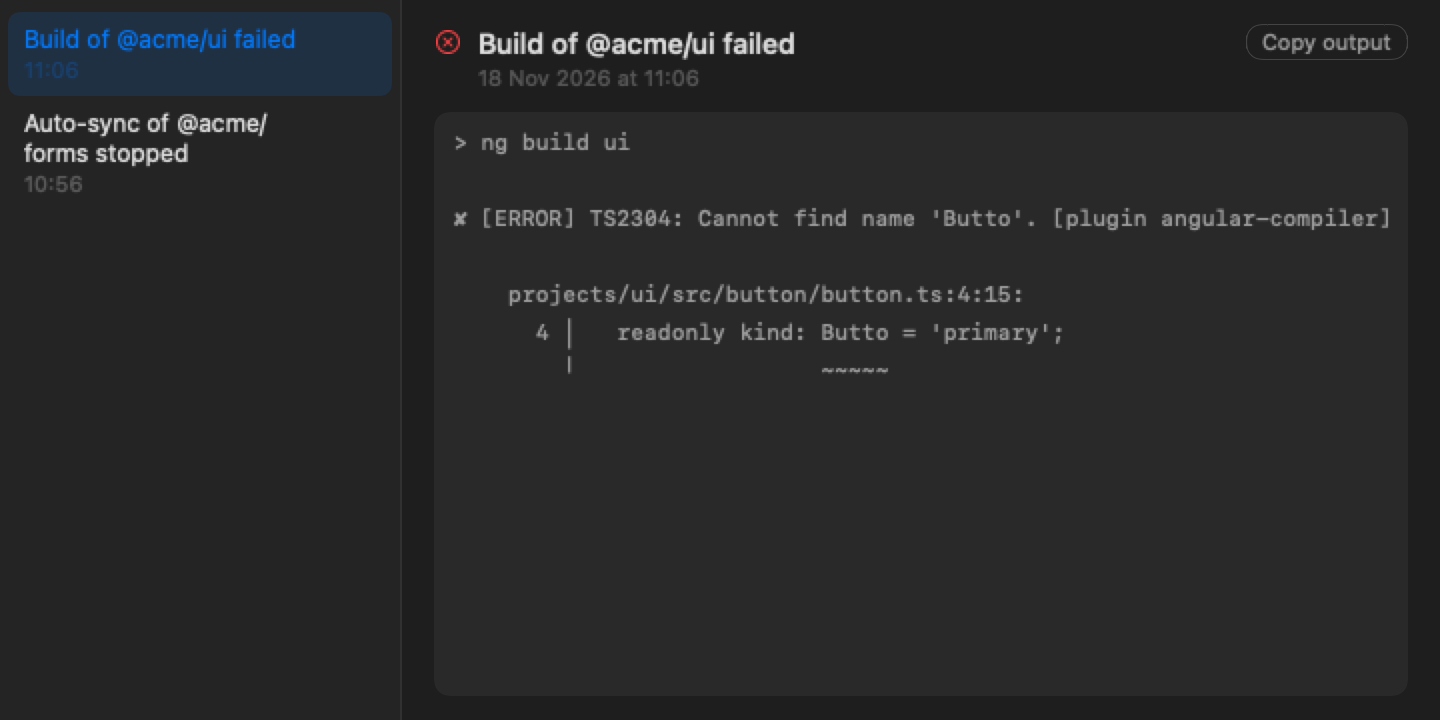 Build of @acme/ui failed
11:06
Auto-sync of @acme/
forms stopped
10:56
Build of @acme/ui failed
Copy output
18 Nov 2026 at 11:06
> ng build ui
✘ [ERROR] TS2304: Cannot find name 'Butto'. [plugin angular-compiler]
projects/ui/src/button/button.ts:4:15:
4 │   readonly kind: Butto = 'primary';
╵                  ~~~~~